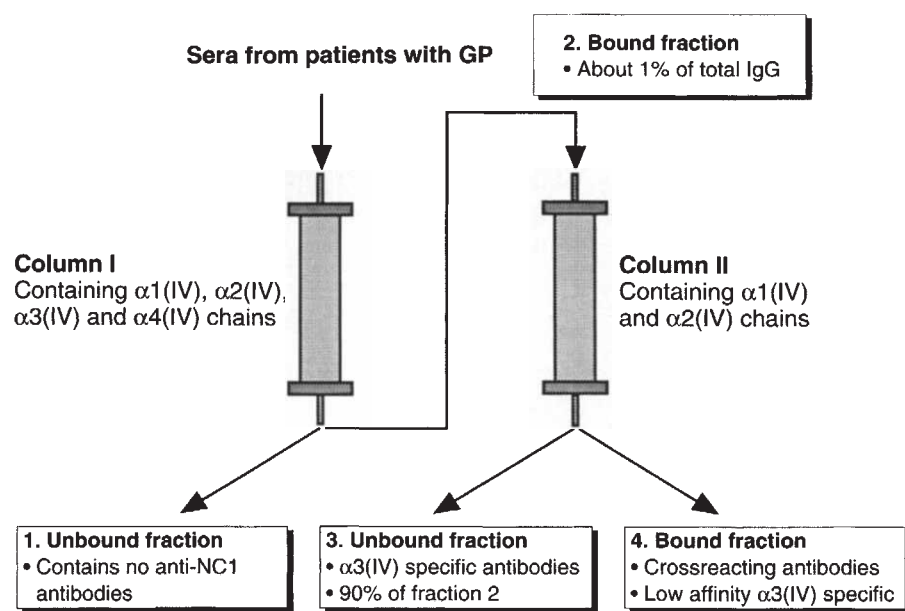 Sera from patients with GP
2. Bound fraction
• About 1% of total IgG
Column I
Containing α1(IV), α2(IV),
α3(IV) and α4(IV) chains
Column II
Containing α1(IV)
and α2(IV) chains
1. Unbound fraction
• Contains no anti-NC1
antibodies
3. Unbound fraction
• α3(IV) specific antibodies
• 90% of fraction 2
4. Bound fraction
• Crossreacting antibodies
• Low affinity α3(IV) specific